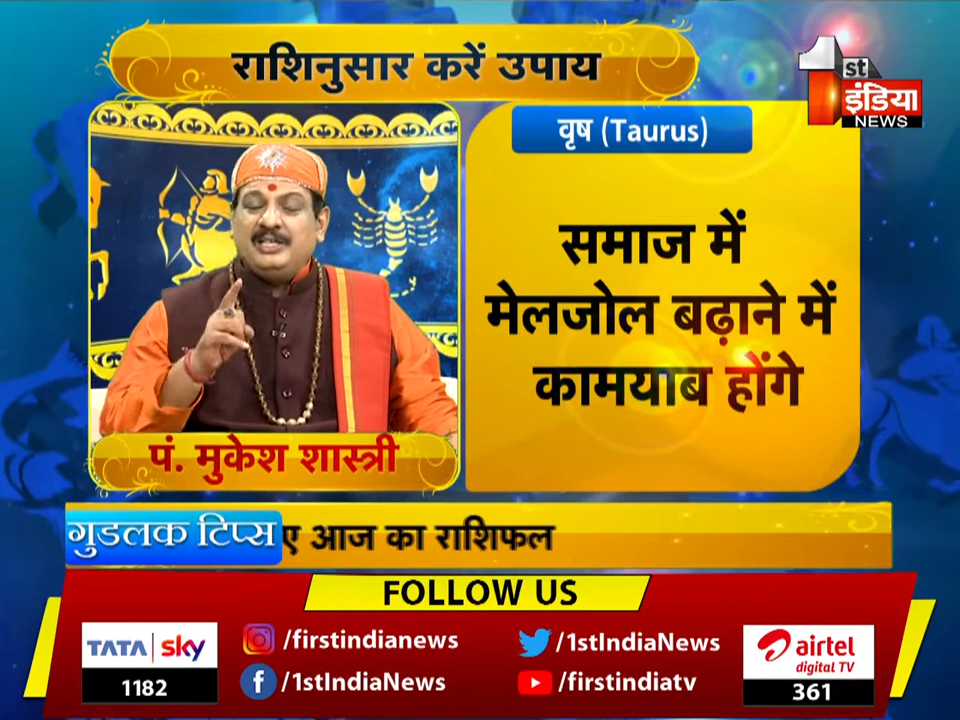 राशिनुसार करें उपाय
1st
इंडिया
NEWS
वृष (Taurus)
समाज में
मेलजोल बढ़ाने में
कामयाब होंगे
पं. मुकेश शास्त्री
गुडलक टिप्स
ए आज का राशिफल
FOLLOW US
TATA sky
1182
/firstindianews
/1stIndiaNews
/1stIndiaNews
/firstindiatv
airtel
digital TV
361